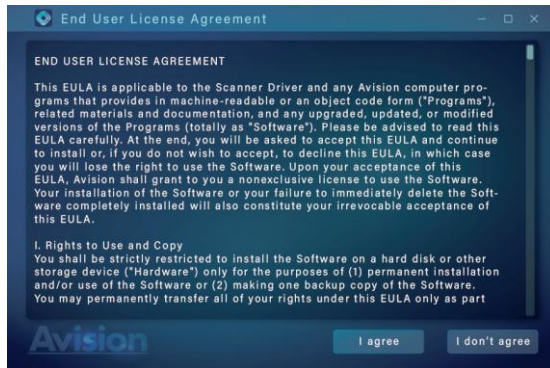 End User License Agreement
END USER LICENSE AGREEMENT
This EULA is applicable to the Scanner Driver and any Avision computer pro-
grams that provides in machine-readable or an object code form ("Programs"),
related materials and documentation, and any upgraded, updated, or modified
versions of the Programs (totally as "Software"). Please be advised to read this
EULA carefully. At the end, you will be asked to accept this EULA and continue
to install or, if you do not wish to accept, to decline this EULA, in which case
you will lose the right to use the Software. Upon your acceptance of this
EULA, Avision shall grant to you a nonexclusive license to use the Software.
Your installation of the Software or your failure to immediately delete the Soft-
ware completely installed will also constitute your irrevocable acceptance of
this EULA.
I. Rights to Use and Copy
You shall be strictly restricted to install the Software on a hard disk or other
storage device ("Hardware") only for the purposes of (1) permanent installation
and/or use of the Software or (2) making one backup copy of the Software.
You may permanently transfer all of your rights under this EULA only as part
Avision
I agree
I don't agree